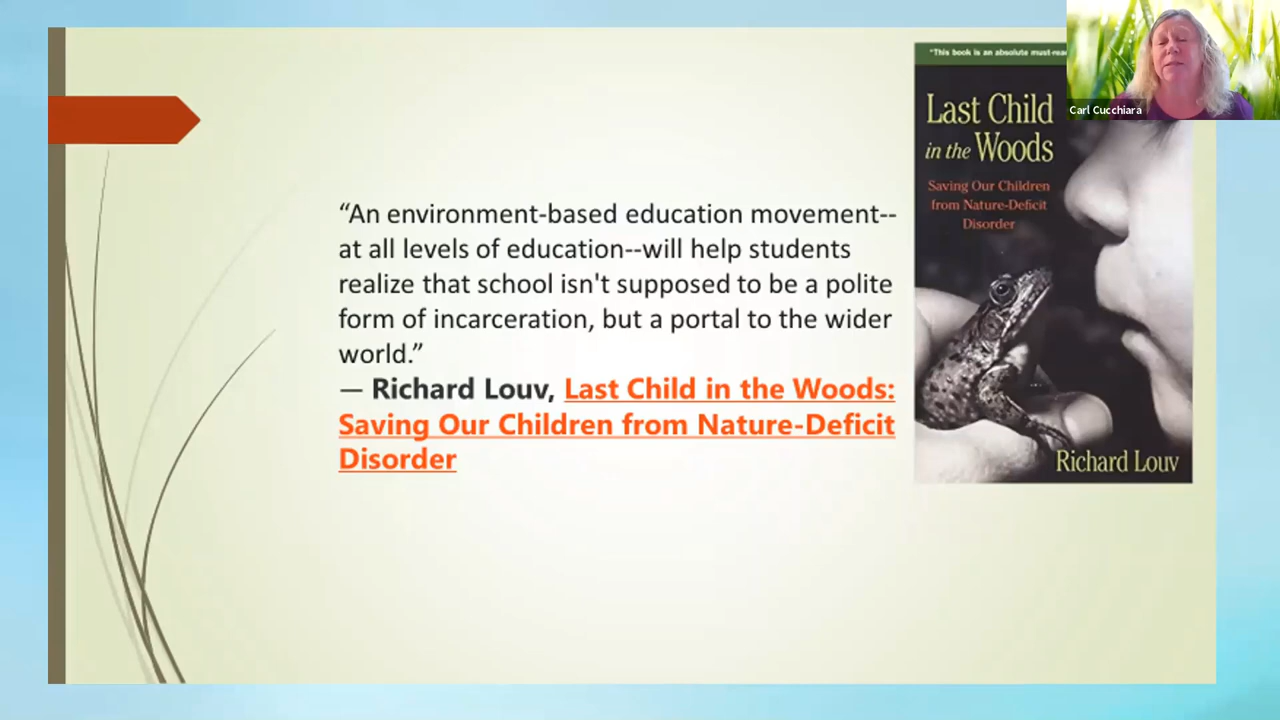 “An environment-based education movement--
at all levels of education--will help students
realize that school isn't supposed to be a polite
form of incarceration, but a portal to the wider
world.”
— Richard Louv, Last Child in the Woods:
Saving Our Children from Nature-Deficit
Disorder
"This book is an absolute must-read
Last Child
in the Woods
Saving Our Children
from Nature-Deficit
Disorder
Richard Louv
Carl Cucchiara